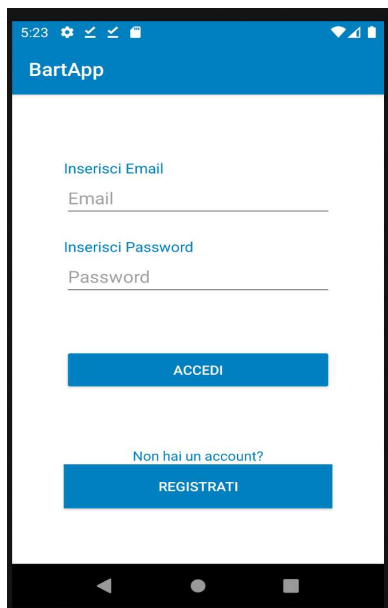 5:23
BartApp
Inserisci Email
Email
Inserisci Password
Password
ACCEDI
Non hai un account?
REGISTRATI